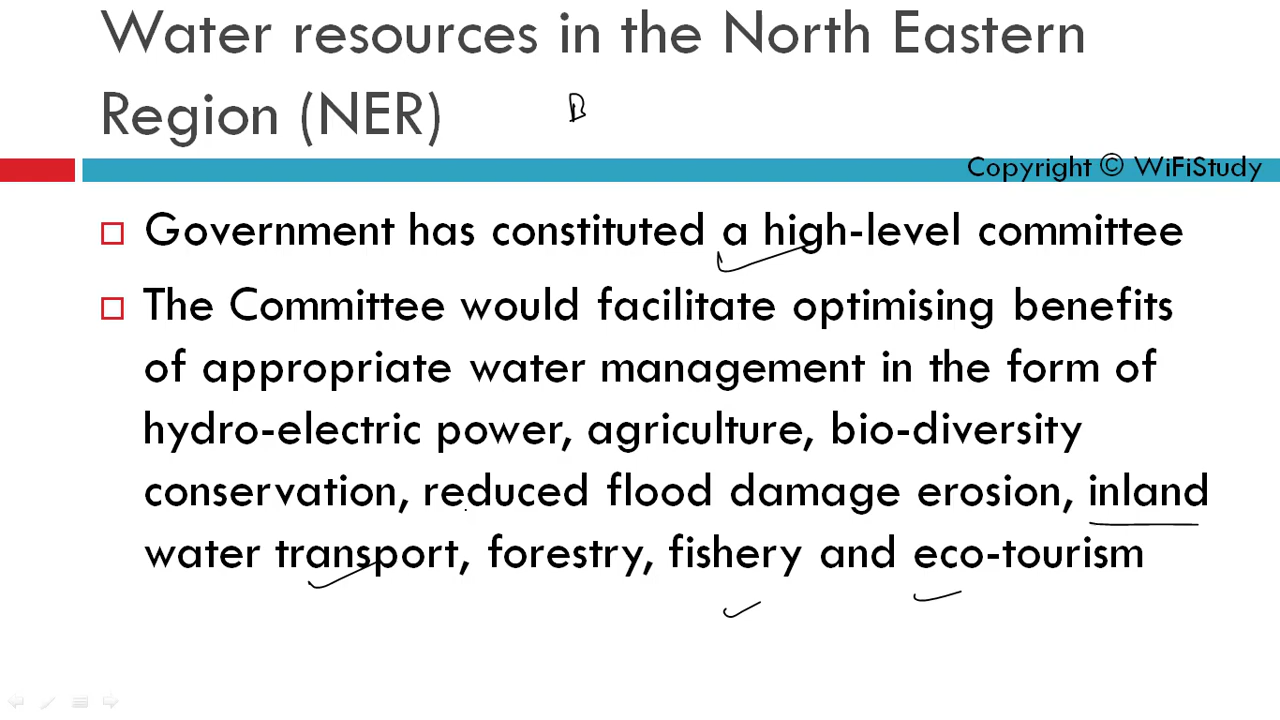 Water resources in the North Eastern
Region (NER)
Copyright © WiFiStudy
Government has constituted a high-level committee
The Committee would facilitate optimising benefits
of appropriate water management in the form of
hydro-electric power, agriculture, bio-diversity
conservation, reduced flood damage erosion, inland
water transport, forestry, fishery and eco-tourism